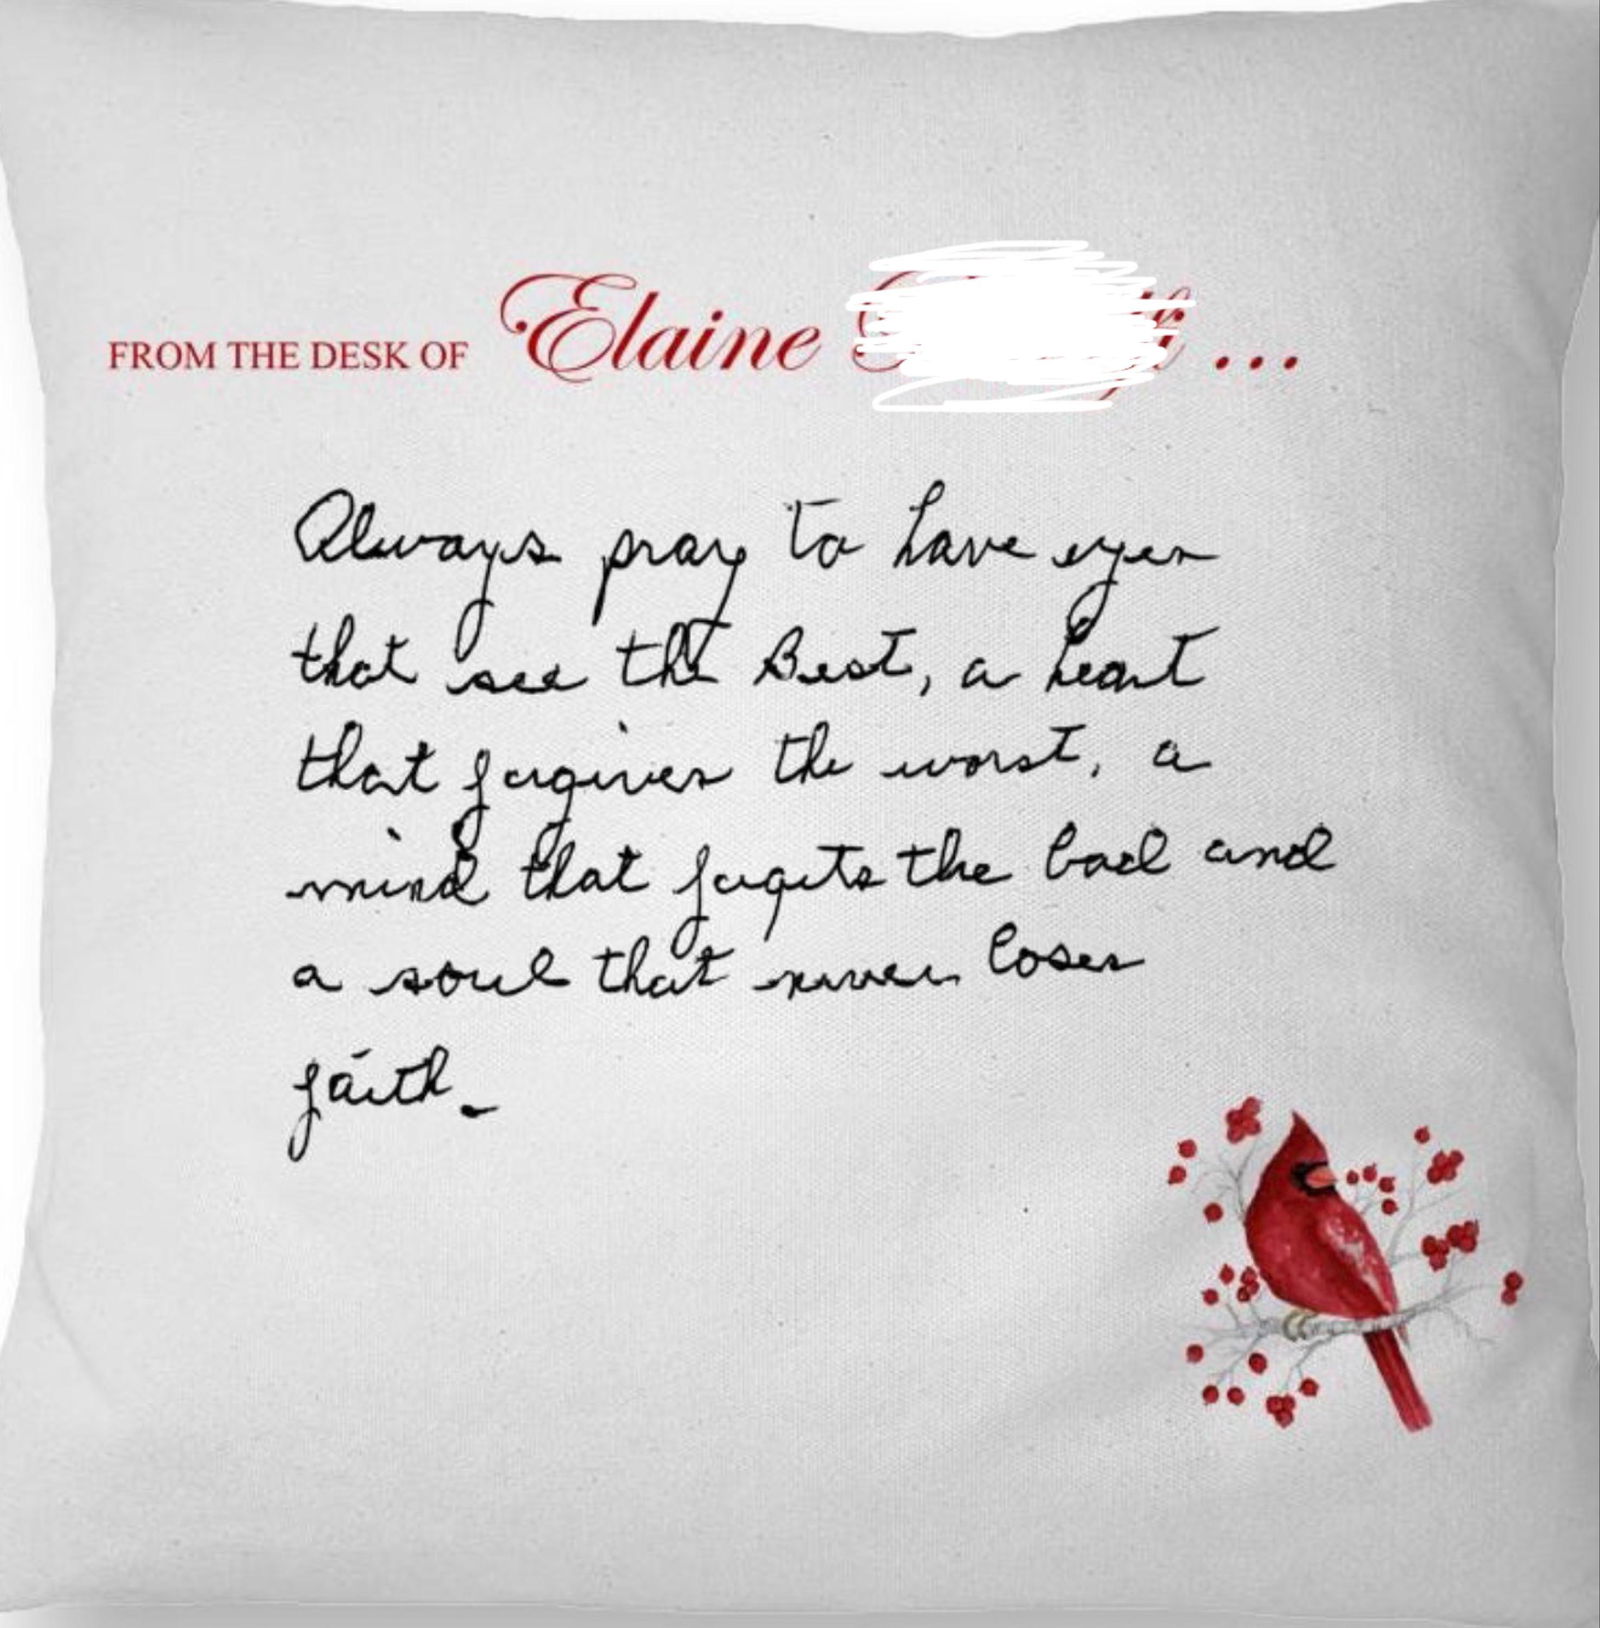 FROM THE DESK OF Elaine ...
Always pray to have eyes
that see the Best, a heart
that forgives the worst, a
mind that forgets the bad and
a soul that never loses
faith.